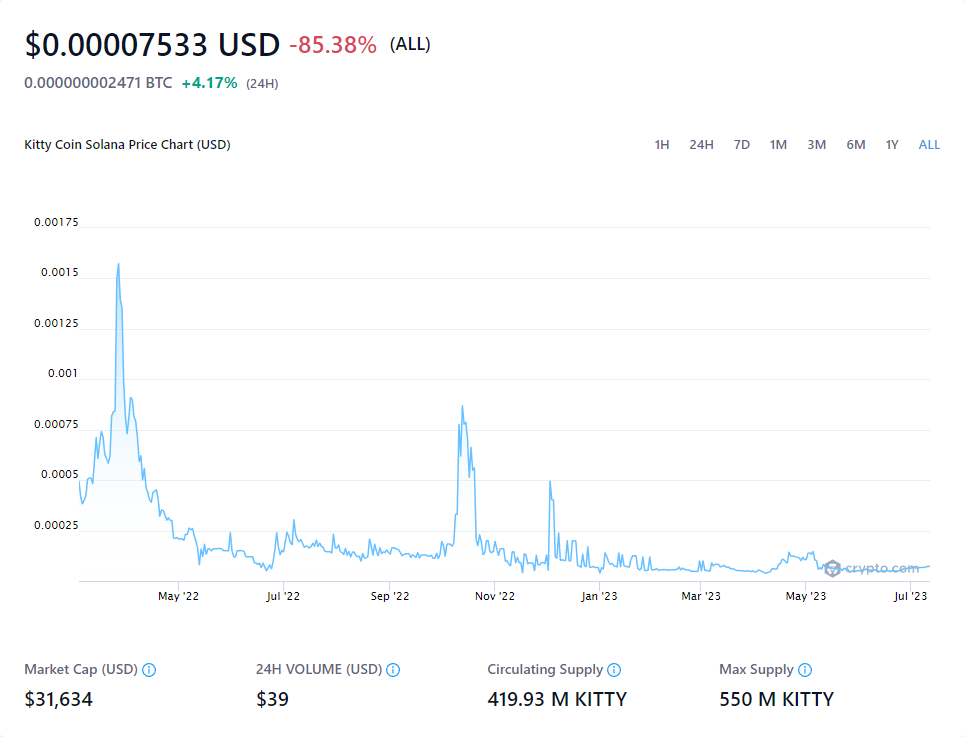 $0.00007533 USD -85.38% (ALL)
0.000000002471 BTC +4.17% (24H)
Kitty Coin Solana Price Chart (USD) 1H 24H 7D 1M 3M 6M 1Y ALL
0.00175
0.0015
0.00125
0.001
0.00075
0.0005
0.00025
crypto.com
May '22 Jul '22 Sep '22 Nov '22 Jan '23 Mar '23 May '23 Jul '23
Market Cap (USD) 24H VOLUME (USD) Circulating Supply Max Supply
$31,634 $39 419.93 M KITTY 550 M KITTY